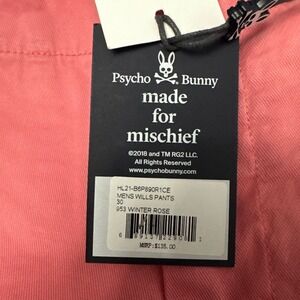 Psycho Bunny
made
for
mischief
©2018 and TM RG2 LLC.
All Rights Reserved
www.psychobunny.com
HL21-B6P890R1CE
MENS WILLS PANTS
30
953 WINTER ROSE
MSRP:$135.00